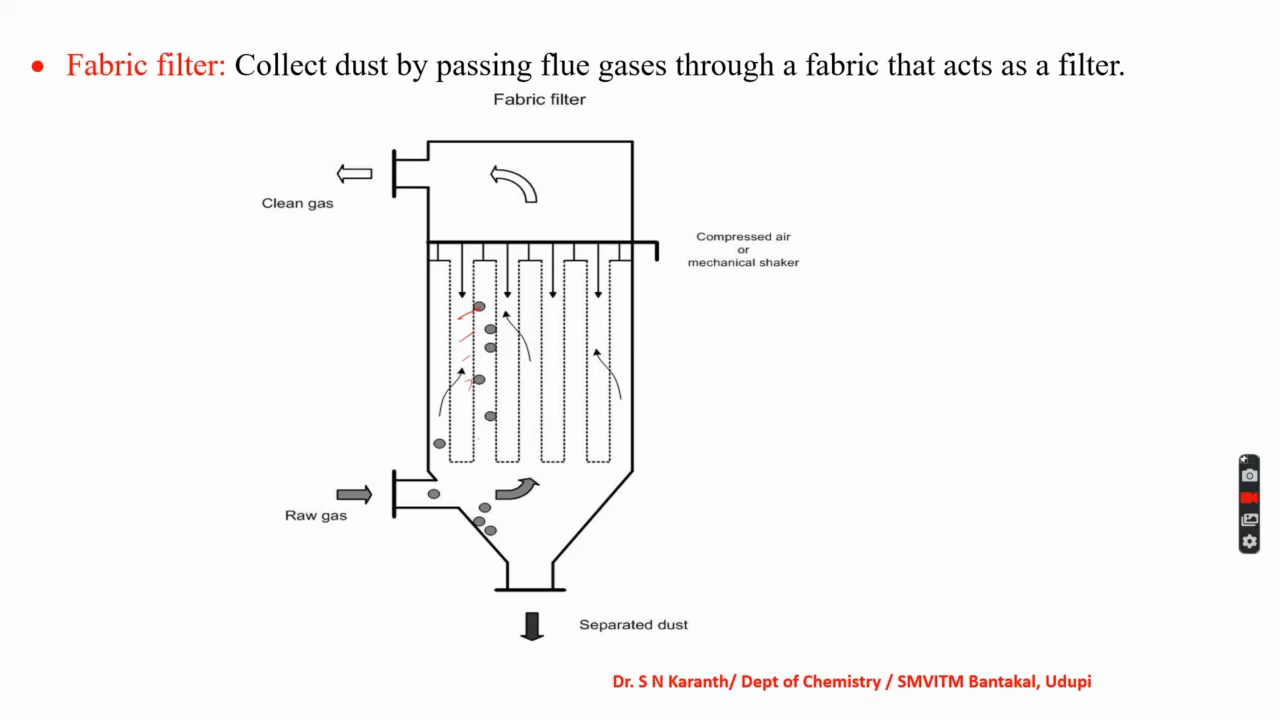 • Fabric filter: Collect dust by passing flue gases through a fabric that acts as a filter.
Fabric filter
Clean gas
Compressed air
or
mechanical shaker
Raw gas
Separated dust
Dr. S N Karanth/ Dept of Chemistry / SMVITM Bantakal, Udupi